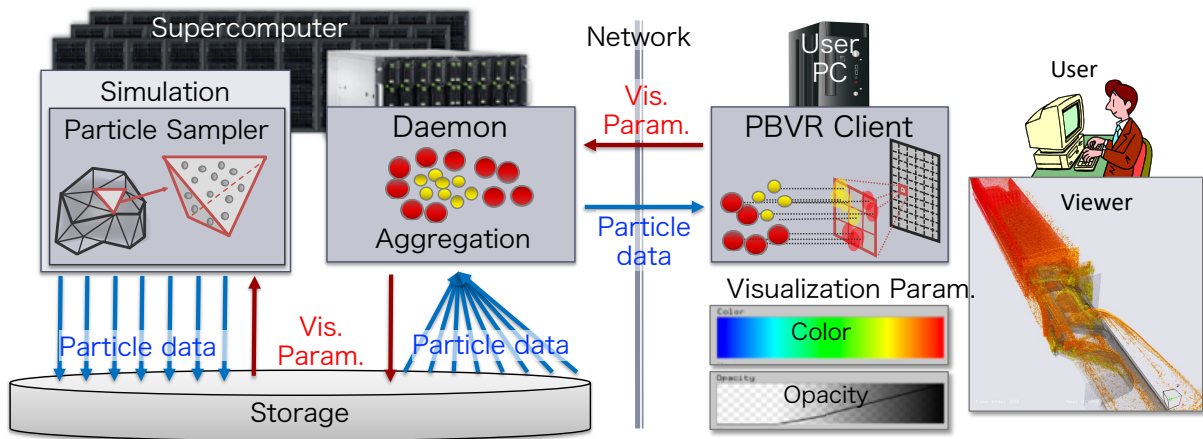 Supercomputer
Network
User
PC
User
Simulation
Particle Sampler
Daemon
Aggregation
Vis.
Param.
Particle
data
PBVR Client
Viewer
Visualization Param.
Color
Color
Opacity
Opacity
Particle data
Vis.
Param.
Particle data
Storage